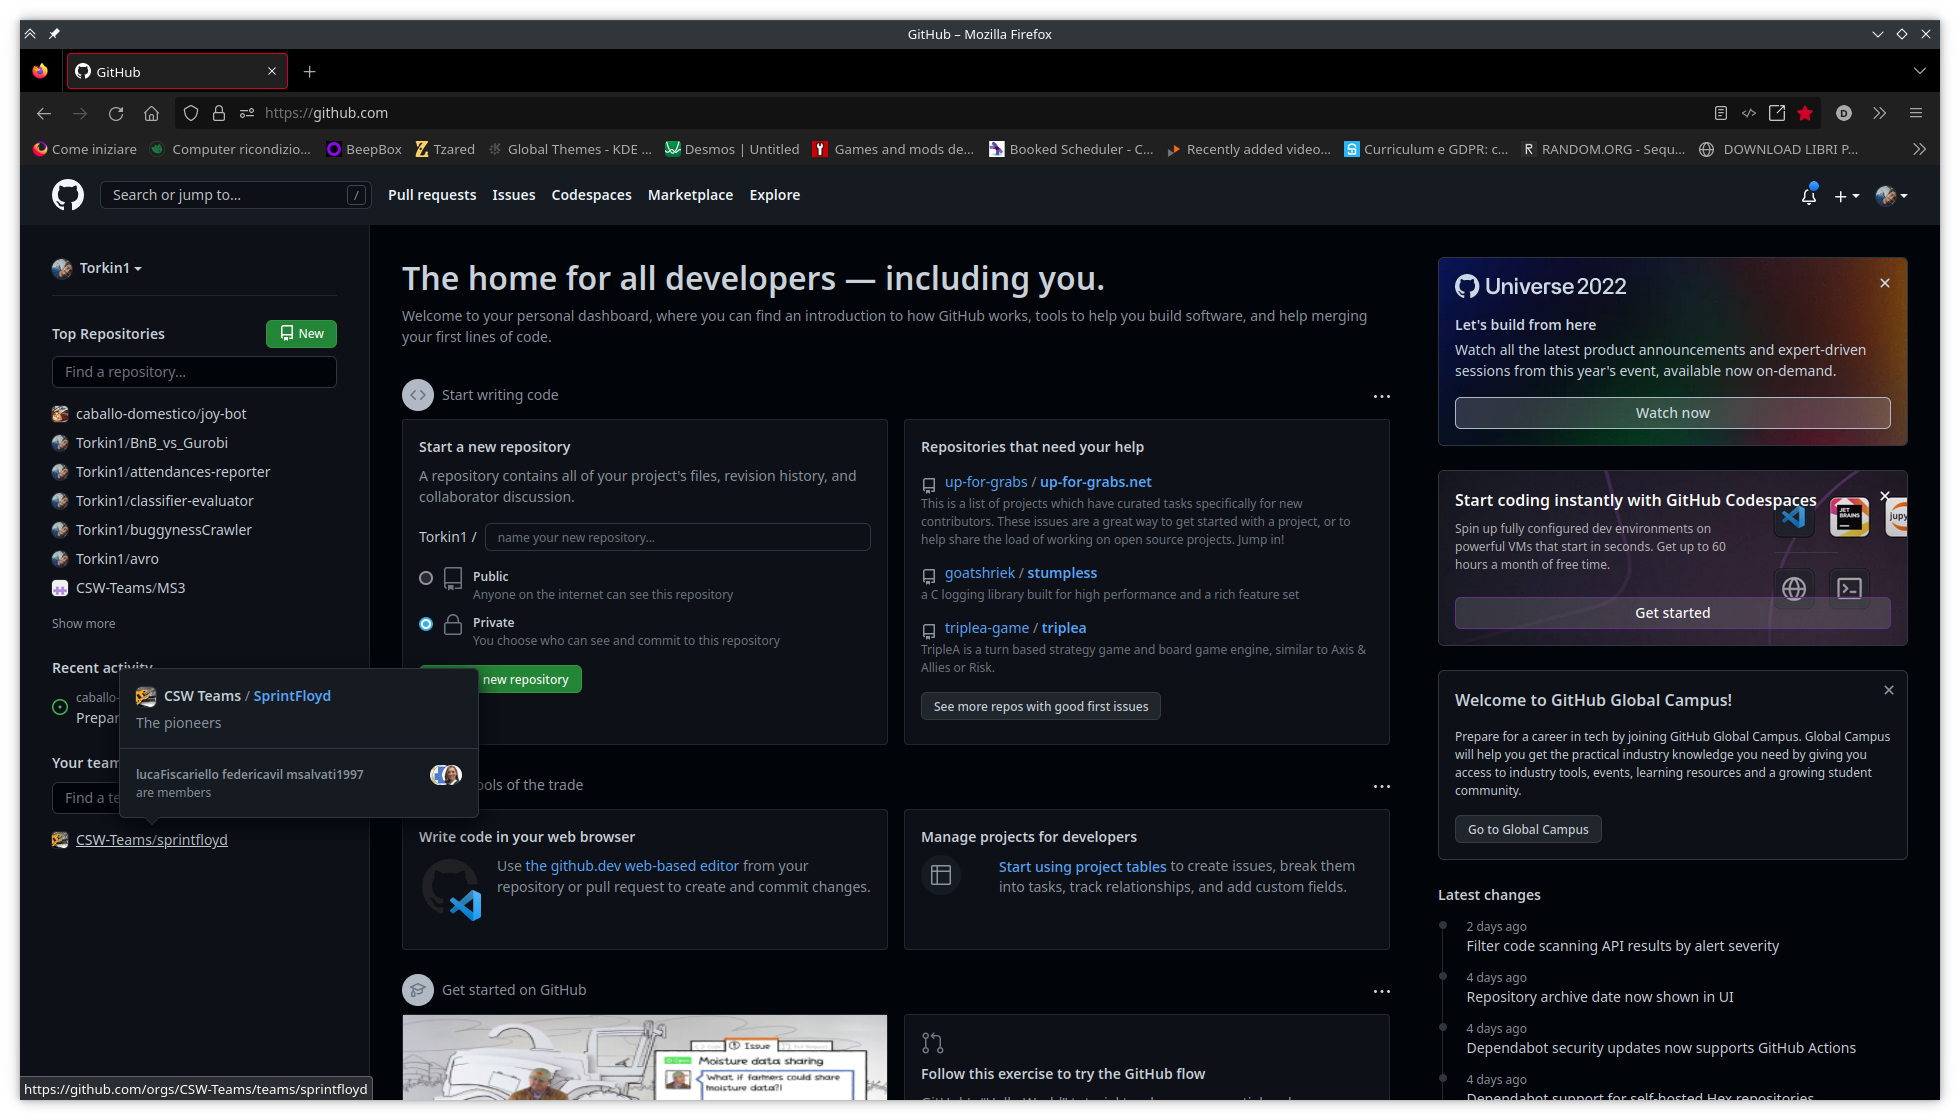 GitHub – Mozilla Firefox
GitHub
https://github.com
D
Come iniziare
Computer ricondizio...
BeepBox
Tzared
Global Themes - KDE ...
Desmos | Untitled
Games and mods de...
Booked Scheduler - C...
Recently added video...
Curriculum e GDPR: c...
R RANDOM.ORG - Sequ...
DOWNLOAD LIBRI P...
Search or jump to... /
Pull requests
Issues
Codespaces
Marketplace
Explore
Torkin1
Top Repositories
New
Find a repository...
caballo-domestico/joy-bot
Torkin1/BnB_vs_Gurobi
Torkin1/attendances-reporter
Torkin1/classifier-evaluator
Torkin1/buggynessCrawler
Torkin1/avro
CSW-Teams/MS3
Show more
Recent activity
caballo-
Prepar
CSW Teams / SprintFloyd
The pioneers
lucaFiscariello federicavil msalvati1997
are members
Your team
Find a te
CSW-Teams/sprintfloyd
https://github.com/orgs/CSW-Teams/teams/sprintfloyd
The home for all developers — including you.
Welcome to your personal dashboard, where you can find an introduction to how GitHub works, tools to help you build software, and help merging
your first lines of code.
Start writing code
Start a new repository
A repository contains all of your project's files, revision history, and
collaborator discussion.
Torkin1 / name your new repository...
Public
Anyone on the internet can see this repository
Private
You choose who can see and commit to this repository
new repository
Repositories that need your help
up-for-grabs / up-for-grabs.net
This is a list of projects which have curated tasks specifically for new
contributors. These issues are a great way to get started with a project, or to
help share the load of working on open source projects. Jump in!
goatshriek / stumpless
a C logging library built for high performance and a rich feature set
triplea-game / triplea
TripleA is a turn based strategy game and board game engine, similar to Axis &
Allies or Risk.
See more repos with good first issues
ools of the trade
Write code in your web browser
Use the github.dev web-based editor from your
repository or pull request to create and commit changes.
Manage projects for developers
Start using project tables to create issues, break them
into tasks, track relationships, and add custom fields.
Get started on GitHub
Issue
Moisture data sharing
What if farmers could share
moisture data?!
Follow this exercise to try the GitHub flow
Universe 2022
Let's build from here
Watch all the latest product announcements and expert-driven
sessions from this year's event, available now on-demand.
Watch now
Start coding instantly with GitHub Codespaces
Spin up fully configured dev environments on
powerful VMs that start in seconds. Get up to 60
hours a month of free time.
JET
BRAINS
jupy
Get started
Welcome to GitHub Global Campus!
Prepare for a career in tech by joining GitHub Global Campus. Global Campus
will help you get the practical industry knowledge you need by giving you
access to industry tools, events, learning resources and a growing student
community.
Go to Global Campus
Latest changes
2 days ago
Filter code scanning API results by alert severity
4 days ago
Repository archive date now shown in UI
4 days ago
Dependabot security updates now supports GitHub Actions
4 days ago
Dependabot support for self-hosted Hex repositories